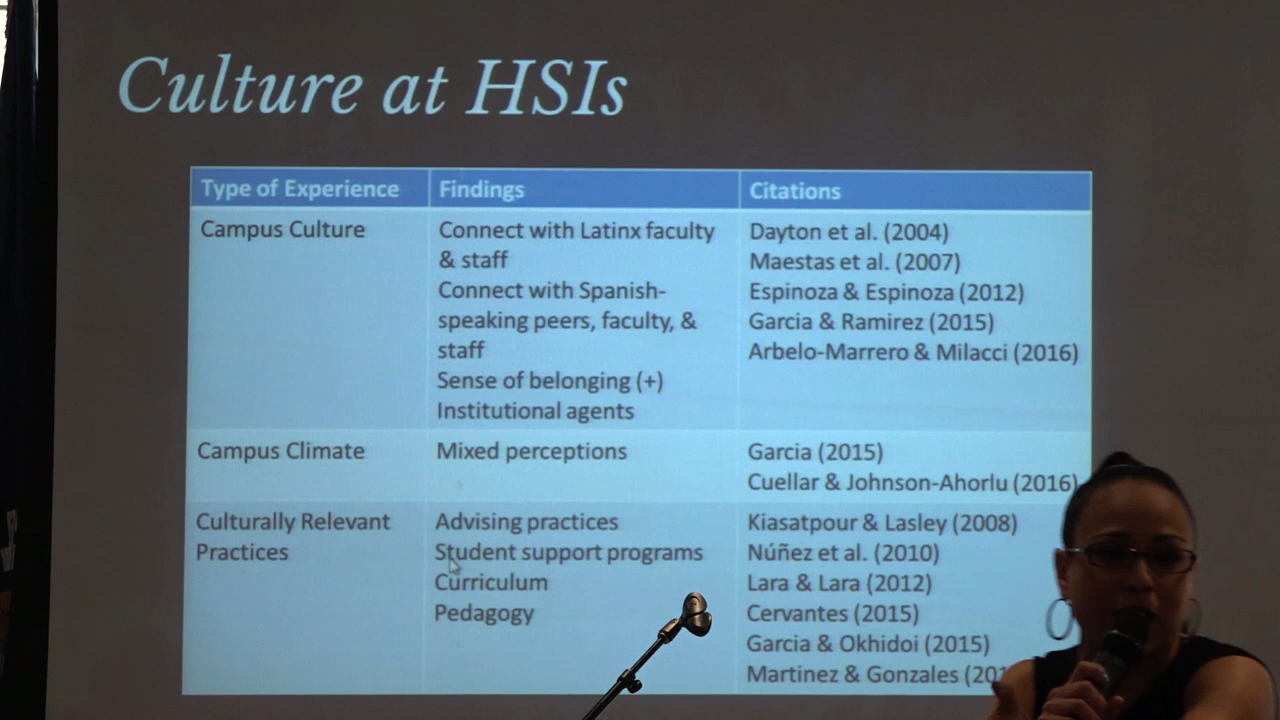 Culture at HSIs
Type of Experience
Findings
Citations
Campus Culture
Connect with Latinx faculty
& staff
Connect with Spanish-
speaking peers, faculty, &
staff
Sense of belonging (+)
Institutional agents
Dayton et al. (2004)
Maestas et al. (2007)
Espinoza & Espinoza (2012)
Garcia & Ramirez (2015)
Arbelo-Marrero & Milacci (2016)
Campus Climate
Mixed perceptions
Garcia (2015)
Cuellar & Johnson-Ahorlu (2016)
Culturally Relevant
Practices
Advising practices
Student support programs
Curriculum
Pedagogy
Kiasatpour & Lasley (2008)
Núñez et al. (2010)
Lara & Lara (2012)
Cervantes (2015)
Garcia & Okhidoi (2015)
Martinez & Gonzales